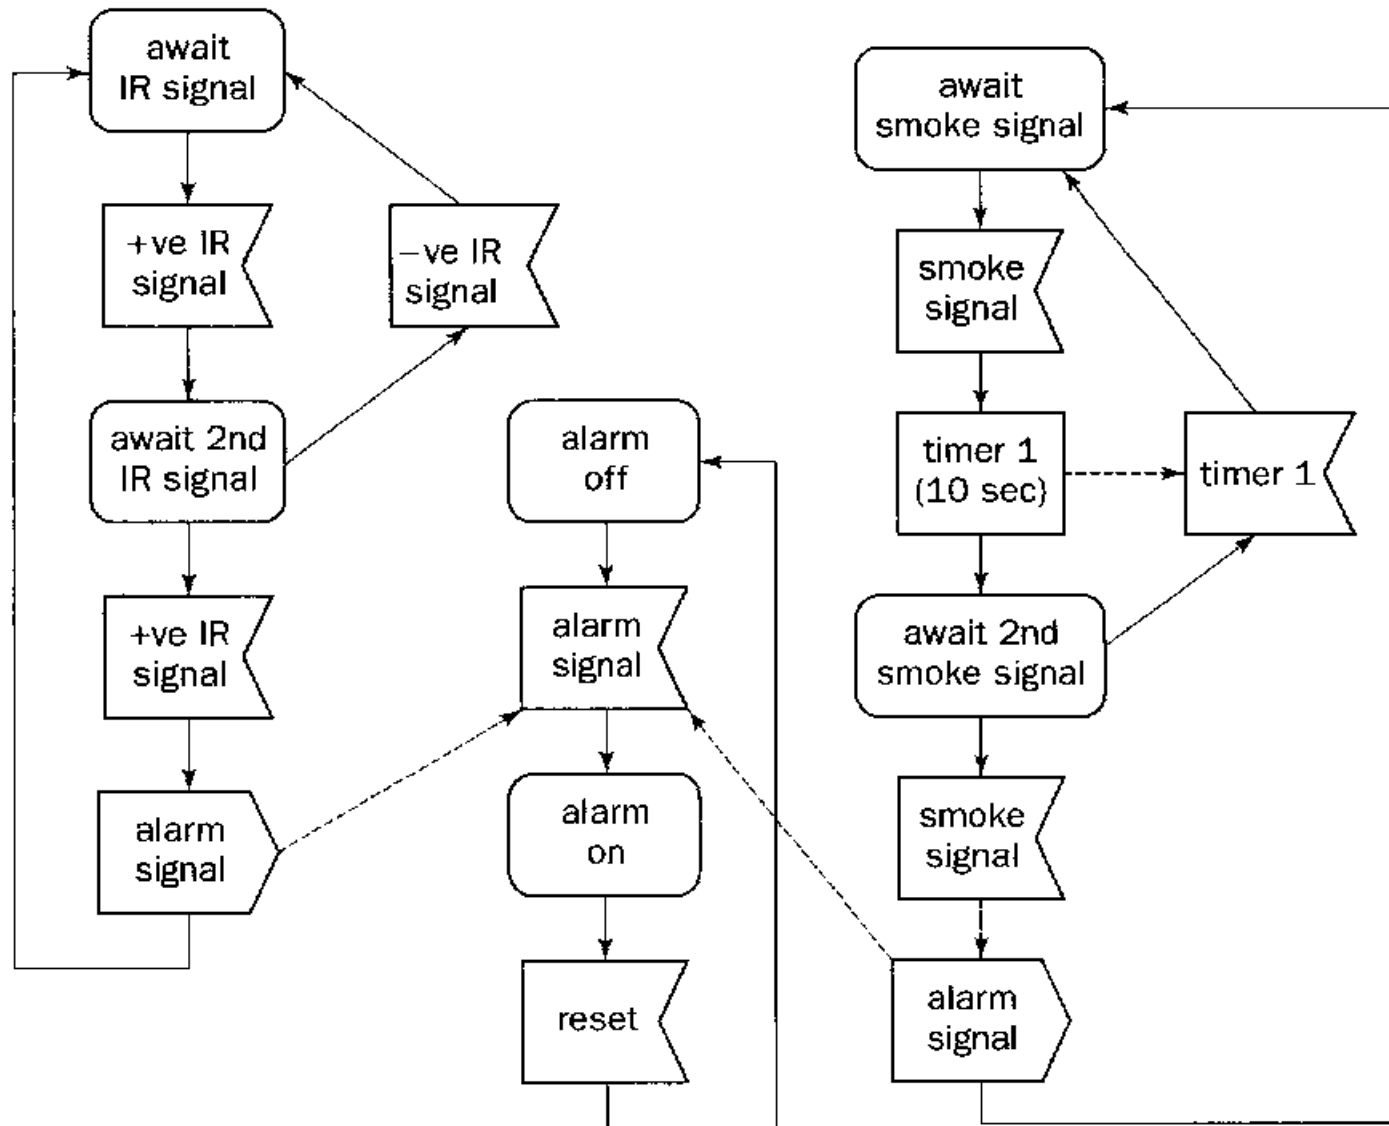 await
IR signal
+ve IR
signal
−ve IR
signal
await 2nd
IR signal
+ve IR
signal
alarm
signal
alarm
off
alarm
signal
alarm
on
reset
await
smoke signal
smoke
signal
timer 1
(10 sec)
timer 1
await 2nd
smoke signal
smoke
signal
alarm
signal